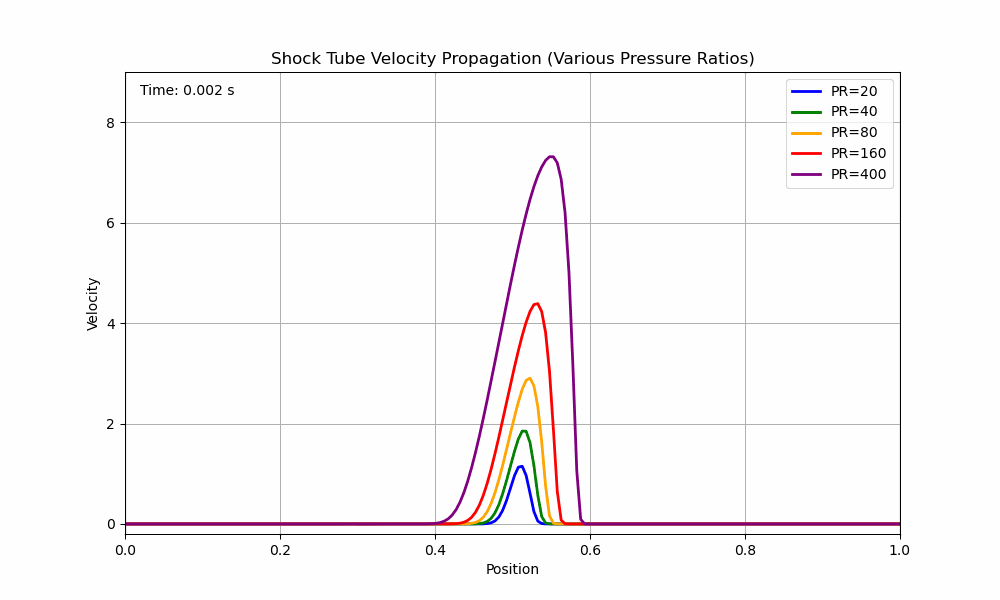 Shock Tube Velocity Propagation (Various Pressure Ratios)
Time: 0.002 s
PR=20
PR=40
PR=80
PR=160
PR=400
Velocity
8
6
4
2
0
0.0 0.2 0.4 0.6 0.8 1.0
Position